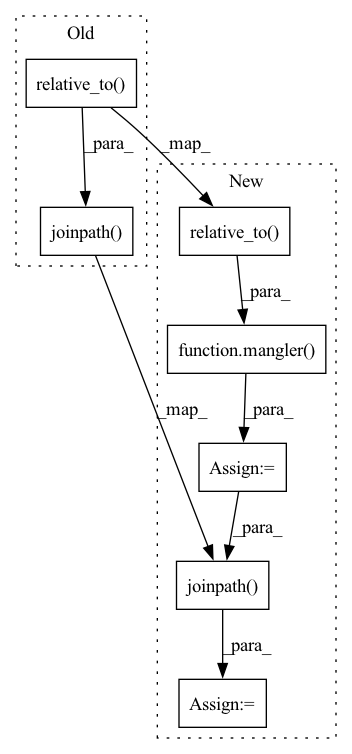 Old
relative_to()
_para_
_map_
New
joinpath()
relative_to()
_para_
function.mangler()
_para_
_map_
Assign:=
_para_
joinpath()
_para_
Assign:=